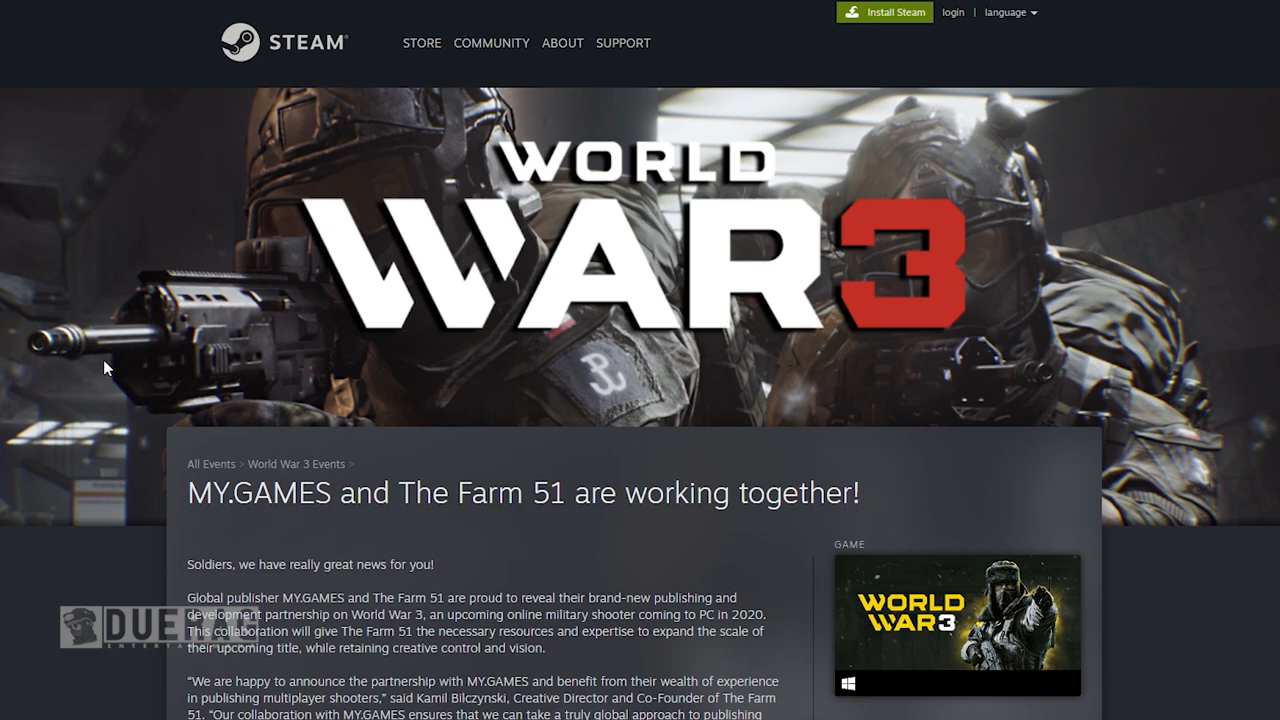 Install Steam
login | language
STEAM®
STORE COMMUNITY ABOUT SUPPORT
WORLD
WAR3
All Events > World War 3 Events >
MY.GAMES and The Farm 51 are working together!
Soldiers, we have really great news for you!
Global publisher MY.GAMES and The Farm 51 are proud to reveal their brand-new publishing and
development partnership on World War 3, an upcoming online military shooter coming to PC in 2020.
This collaboration will give The Farm 51 the necessary resources and expertise to expand the scale of
their upcoming title, while retaining creative control and vision.
“We are happy to announce the partnership with MY.GAMES and benefit from their wealth of experience
in publishing multiplayer shooters,” said Kamil Bilczynski, Creative Director and Co-Founder of The Farm
51. “Our collaboration with MY.GAMES ensures that we can take a truly global approach to publishing
GAME
WORLD
WAR3